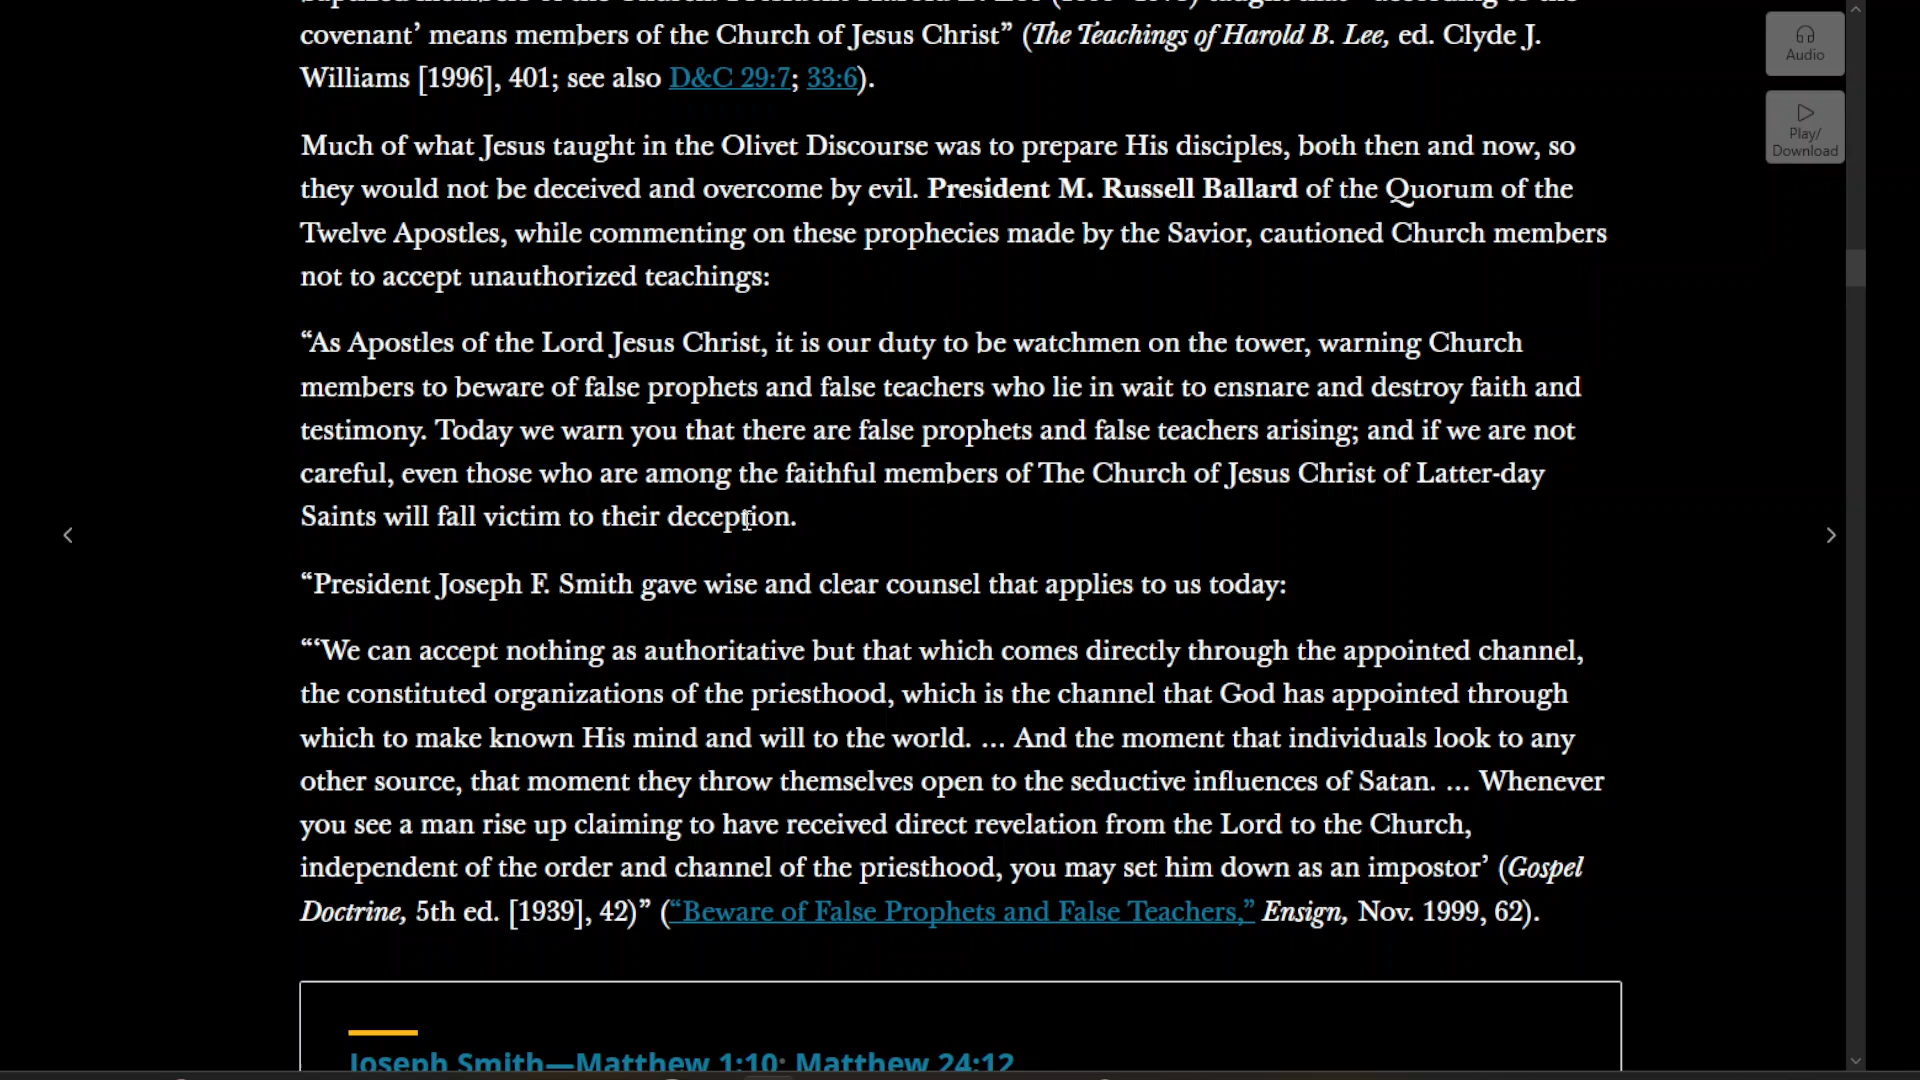 covenant’ means members of the Church of Jesus Christ” (The Teachings of Harold B. Lee, ed. Clyde J.
Williams [1996], 401; see also D&C 29:7; 33:6).
Much of what Jesus taught in the Olivet Discourse was to prepare His disciples, both then and now, so
they would not be deceived and overcome by evil. President M. Russell Ballard of the Quorum of the
Twelve Apostles, while commenting on these prophecies made by the Savior, cautioned Church members
not to accept unauthorized teachings:
“As Apostles of the Lord Jesus Christ, it is our duty to be watchmen on the tower, warning Church
members to beware of false prophets and false teachers who lie in wait to ensnare and destroy faith and
testimony. Today we warn you that there are false prophets and false teachers arising; and if we are not
careful, even those who are among the faithful members of The Church of Jesus Christ of Latter-day
Saints will fall victim to their deception.
“President Joseph F. Smith gave wise and clear counsel that applies to us today:
“‘We can accept nothing as authoritative but that which comes directly through the appointed channel,
the constituted organizations of the priesthood, which is the channel that God has appointed through
which to make known His mind and will to the world. … And the moment that individuals look to any
other source, that moment they throw themselves open to the seductive influences of Satan. … Whenever
you see a man rise up claiming to have received direct revelation from the Lord to the Church,
independent of the order and channel of the priesthood, you may set him down as an impostor’ (Gospel
Doctrine, 5th ed. [1939], 42)” (“Beware of False Prophets and False Teachers,” Ensign, Nov. 1999, 62).
Joseph Smith—Matthew 1:10; Matthew 24:12
Audio
Play/
Download